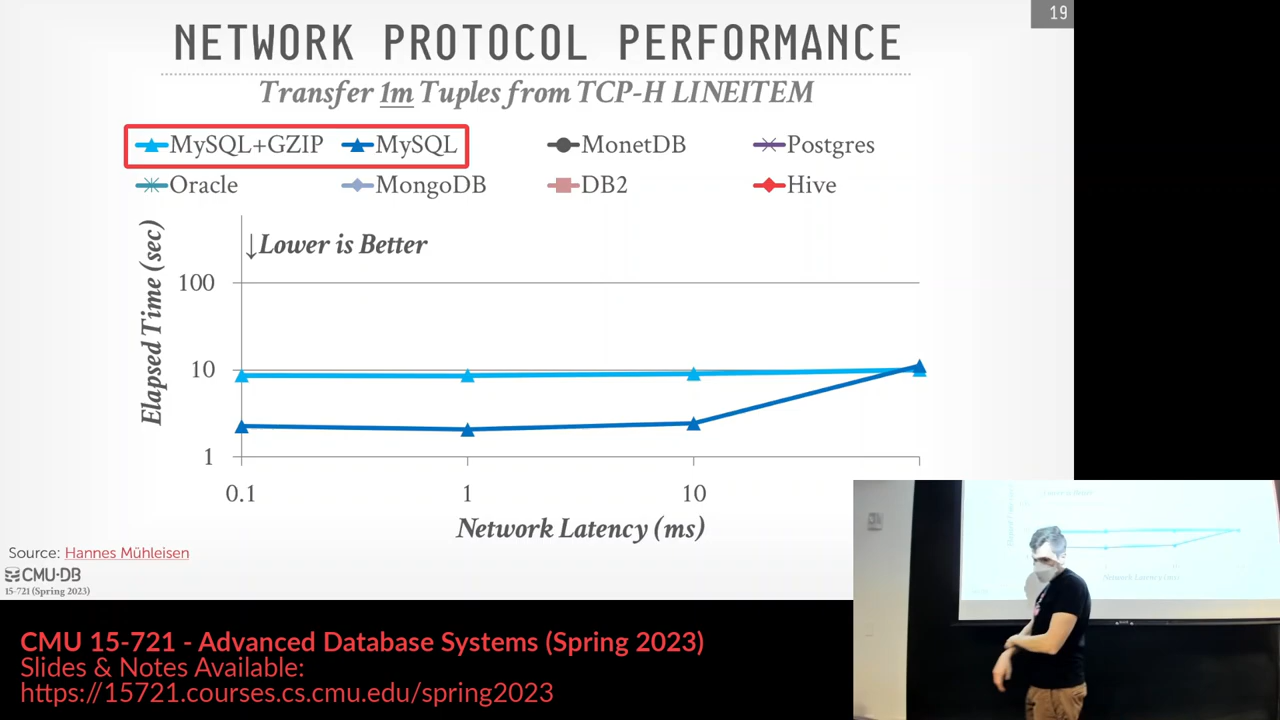 19
NETWORK PROTOCOL PERFORMANCE
Transfer 1m Tuples from TCP-H LINEITEM
MySQL+GZIP MySQL MonetDB Postgres
Oracle MongoDB DB2 Hive
Elapsed Time (sec)
↓Lower is Better
100
10
1
0.1 1 10
Network Latency (ms)
Source: Hannes Mühleisen
CMU·DB
15-721 (Spring 2023)
CMU 15-721 - Advanced Database Systems (Spring 2023)
Slides & Notes Available:
https://15721.courses.cs.cmu.edu/spring2023